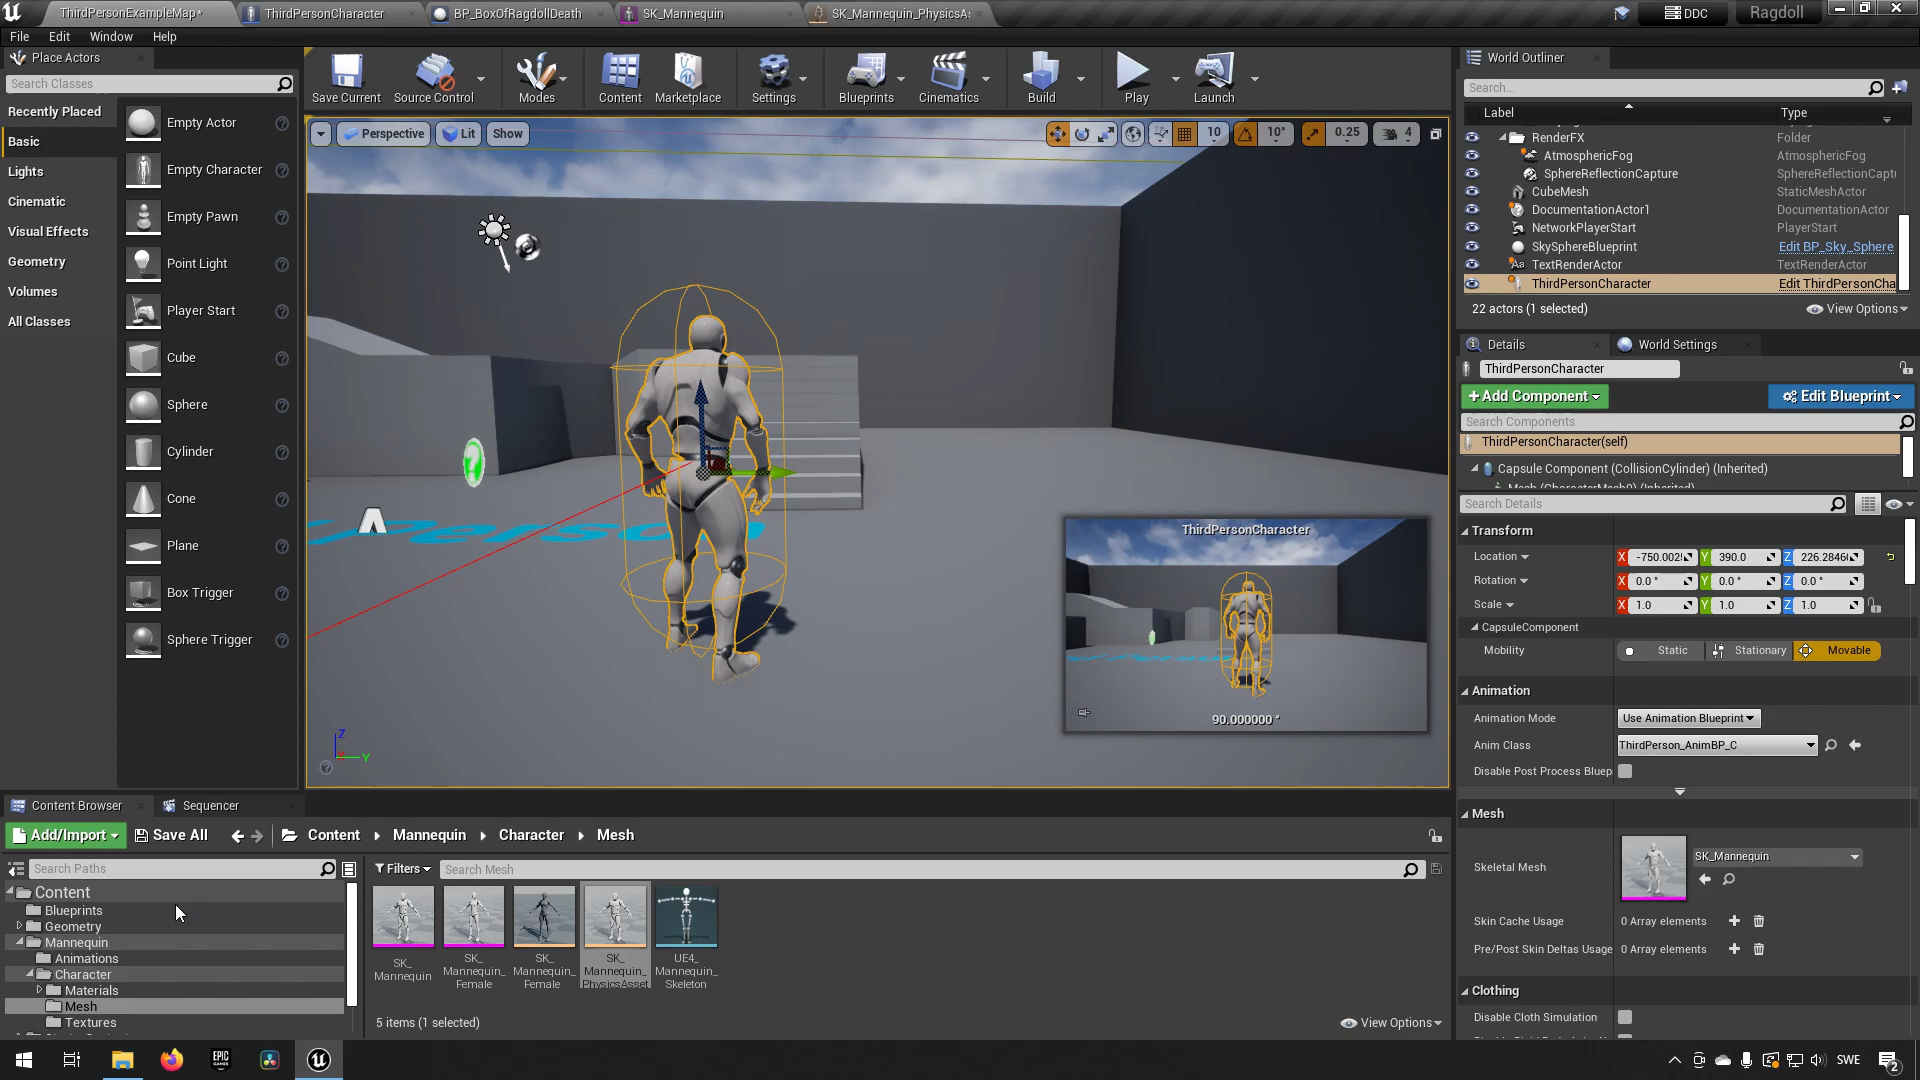 ThirdPersonExampleMap*
ThirdPersonCharacter
BP_BoxOfRagdollDeath
SK_Mannequin
SK_Mannequin_PhysicsA
DDC
Ragdoll
File Edit Window Help
Place Actors
Search Classes
Recently Placed
Basic
Lights
Cinematic
Visual Effects
Geometry
Volumes
All Classes
Empty Actor
Empty Character
Empty Pawn
Point Light
Player Start
Cube
Sphere
Cylinder
Cone
Plane
Box Trigger
Sphere Trigger
Save Current
Source Control
Modes
Content
Marketplace
Settings
Blueprints
Cinematics
Build
Play
Launch
Perspective
Lit
Show
10
10°
0.25
4
ThirdPersonCharacter
90.000000 °
Z
Y
World Outliner
Search...
Label
Type
RenderFX Folder
AtmosphericFog AtmosphericFog
SphereReflectionCapture SphereReflectionCaptu
CubeMesh StaticMeshActor
DocumentationActor1 DocumentationActor
NetworkPlayerStart PlayerStart
SkySphereBlueprint Edit BP_Sky_Sphere
TextRenderActor TextRenderActor
ThirdPersonCharacter Edit ThirdPersonCha
22 actors (1 selected)
View Options
Details
World Settings
ThirdPersonCharacter
+Add Component
Edit Blueprint
Search Components
ThirdPersonCharacter(self)
Capsule Component (CollisionCylinder) (Inherited)
Mesh (CharacterMesh0) (Inherited)
Search Details
Transform
Location X -750.002 Y 390.0 Z 226.2846
Rotation X 0.0 ° Y 0.0 ° Z 0.0 °
Scale X 1.0 Y 1.0 Z 1.0
CapsuleComponent
Mobility Static Stationary Movable
Animation
Animation Mode Use Animation Blueprint
Anim Class ThirdPerson_AnimBP_C
Disable Post Process Bluep
Mesh
Skeletal Mesh SK_Mannequin
Skin Cache Usage 0 Array elements
Pre/Post Skin Deltas Usage 0 Array elements
Clothing
Disable Cloth Simulation
Content Browser
Sequencer
Add/Import
Save All
Content
Mannequin
Character
Mesh
Search Paths
Filters
Search Mesh
Content
Blueprints
Geometry
Mannequin
Animations
Character
Materials
Mesh
Textures
SK_
Mannequin
SK_
Mannequin_
Female
SK_
Mannequin_
Female
SK_
Mannequin_
PhysicsAsset
UE4_
Mannequin_
Skeleton
5 items (1 selected)
View Options
EPIC
GAMES
SWE
2